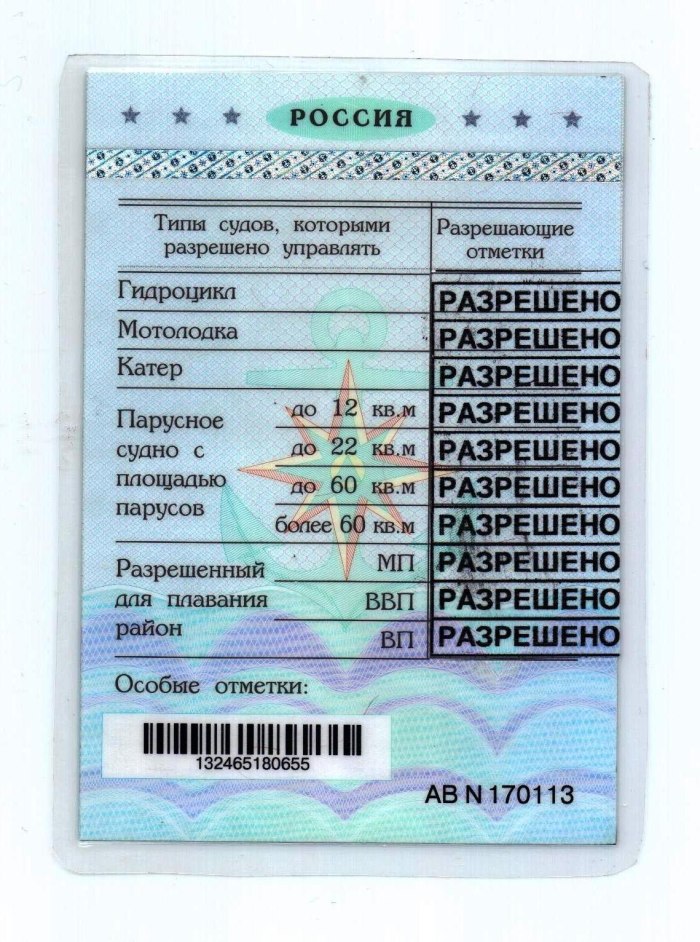 РОССИЯ
Типы судов, которыми
разрешено управлять
Разрешающие
отметки
Гидроцикл
РАЗРЕШЕНО
Мотолодка
РАЗРЕШЕНО
Катер
РАЗРЕШЕНО
Парусное
судно с
площадью
парусов
до 12 кв.м
РАЗРЕШЕНО
до 22 кв.м
РАЗРЕШЕНО
до 60 кв.м
РАЗРЕШЕНО
более 60 кв.м
РАЗРЕШЕНО
Разрешенный
для плавания
район
МП
РАЗРЕШЕНО
ВВП
РАЗРЕШЕНО
ВП
РАЗРЕШЕНО
Особые отметки:
132465180655
АВ N 170113